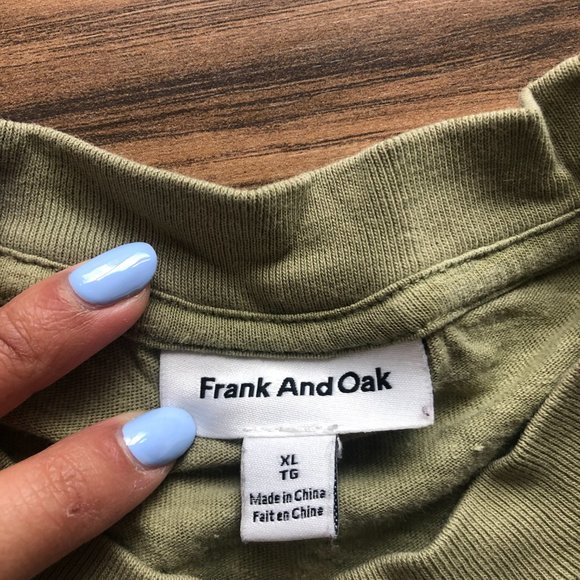 Frank And Oak
XL
TG
Made in China
Fait en Chine